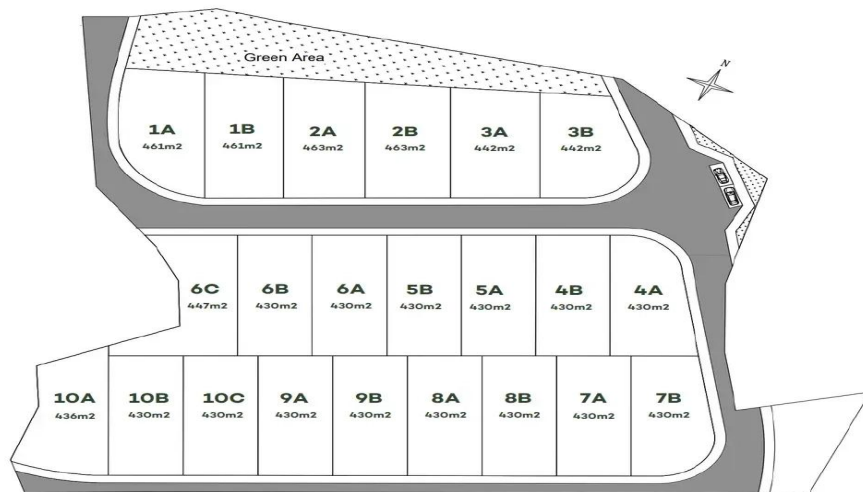 Green Area
N
1A
461m2
1B
461m2
2A
463m2
2B
463m2
3A
442m2
3B
442m2
6C
447m2
6B
430m2
6A
430m2
5B
430m2
5A
430m2
4B
430m2
4A
430m2
10A
436m2
10B
430m2
10C
430m2
9A
430m2
9B
430m2
8A
430m2
8B
430m2
7A
430m2
7B
430m2